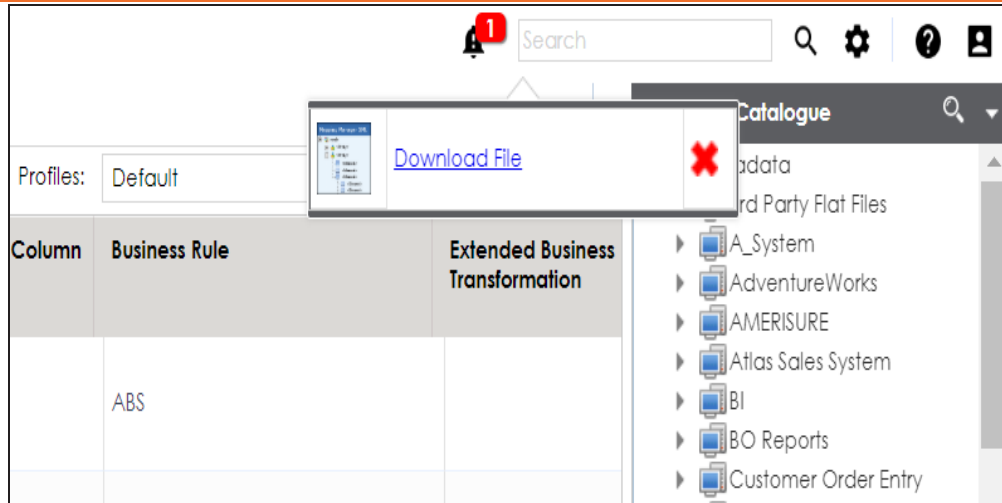 1
Search
Download File
Catalogue
Profiles:
Default
adata
rd Party Flat Files
Column
Business Rule
Extended Business
Transformation
A_System
AdventureWorks
AMERISURE
Atlas Sales System
ABS
BI
BO Reports
Customer Order Entry